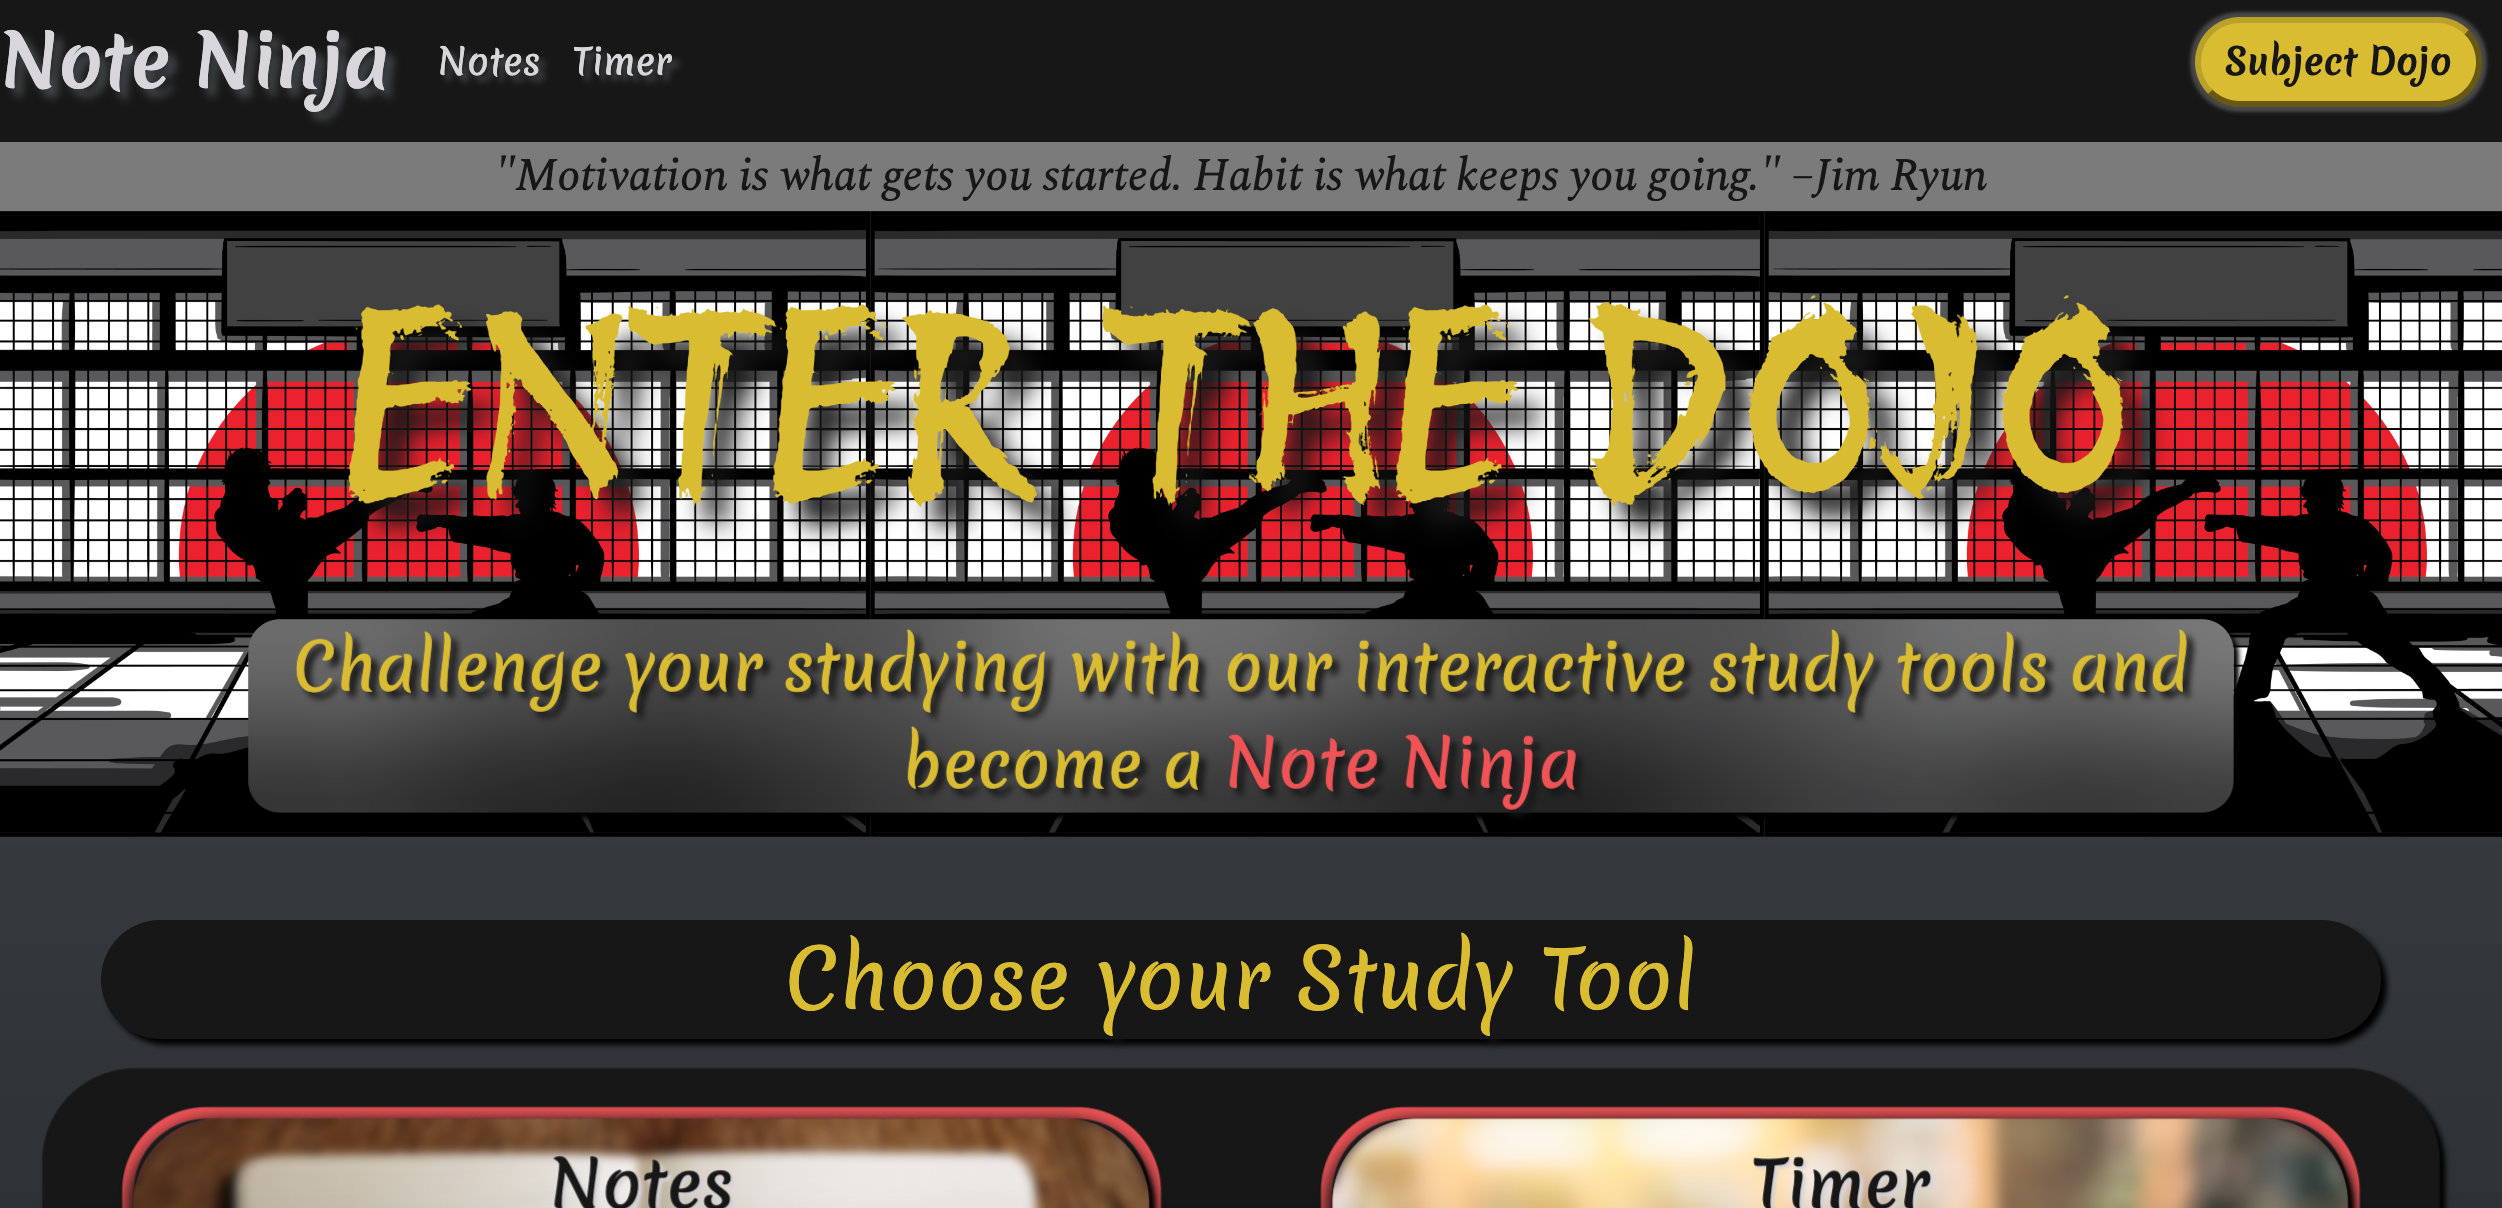 Note Ninja Notes Timer Subject Dojo
"Motivation is what gets you started. Habit is what keeps you going." –Jim Ryun
ENTER THE DOJO
Challenge your studying with our interactive study tools and
become a Note Ninja
Choose your Study Tool
Notes Timer